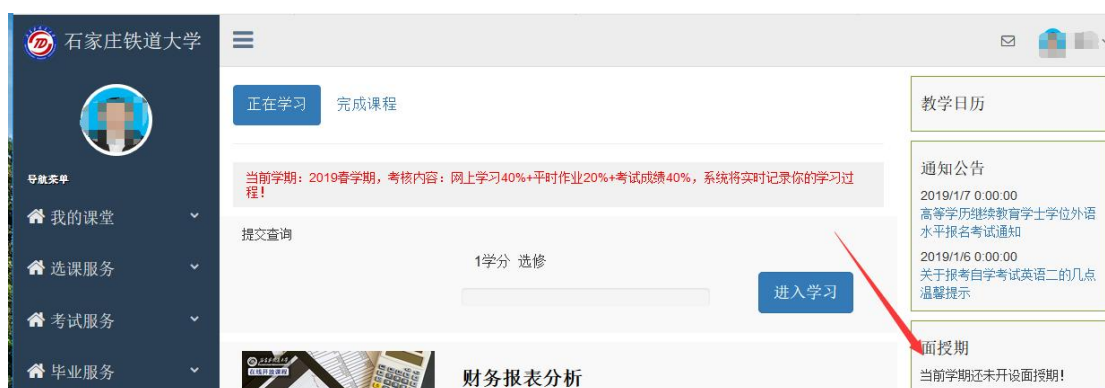 石家庄铁道大学
导航菜单
我的课堂
选课服务
考试服务
毕业服务
正在学习
完成课程
当前学期：2019春学期，考核内容：网上学习40%+平时作业20%+考试成绩40%，系统将实时记录你的学习过
程！
提交查询
1学分 选修
进入学习
在线开放课程
财务报表分析
教学日历
通知公告
2019/1/7 0:00:00
高等学历继续教育学士学位外语
水平报名考试通知
2019/1/6 0:00:00
关于报考自学考试英语二的几点
温馨提示
面授期
当前学期还未开设面授期！